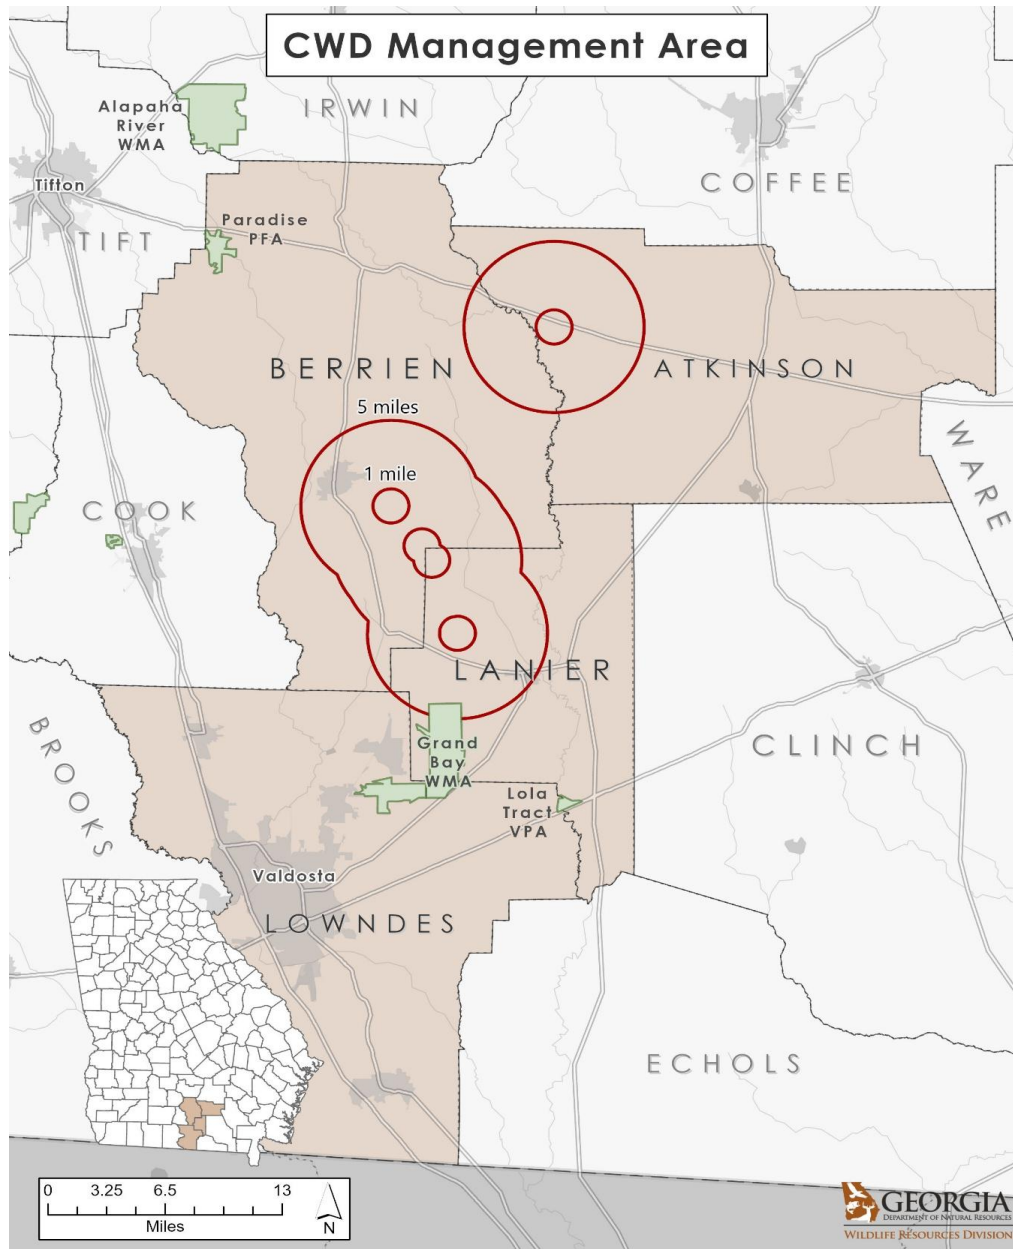 CWD Management Area
IRWIN
Alapaha
River
WMA
COFFEE
Tifton
Paradise
PFA
TIFT
BERRIEN
ATKINSON
5 miles
WARE
1 mile
COOK
LANIER
BROOKS
Grand
Bay
WMA
CLINCH
Lola
Tract
VPA
Valdosta
LOWNDES
ECHOLS
0 3.25 6.5 13
Miles
N
GEORGIA
DEPARTMENT OF NATURAL RESOURCES
WILDLIFE RESOURCES DIVISION